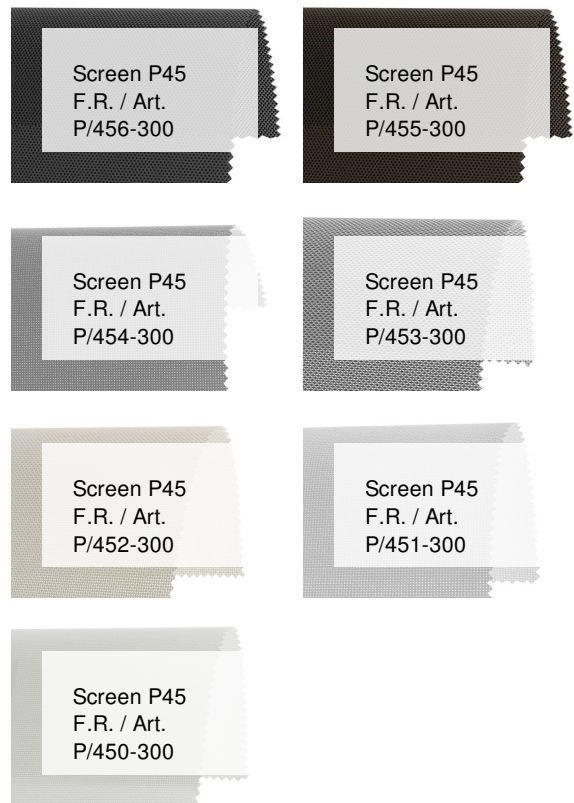 Screen P45
F.R. / Art.
P/456-300
Screen P45
F.R. / Art.
P/455-300
Screen P45
F.R. / Art.
P/454-300
Screen P45
F.R. / Art.
P/453-300
Screen P45
F.R. / Art.
P/452-300
Screen P45
F.R. / Art.
P/451-300
Screen P45
F.R. / Art.
P/450-300